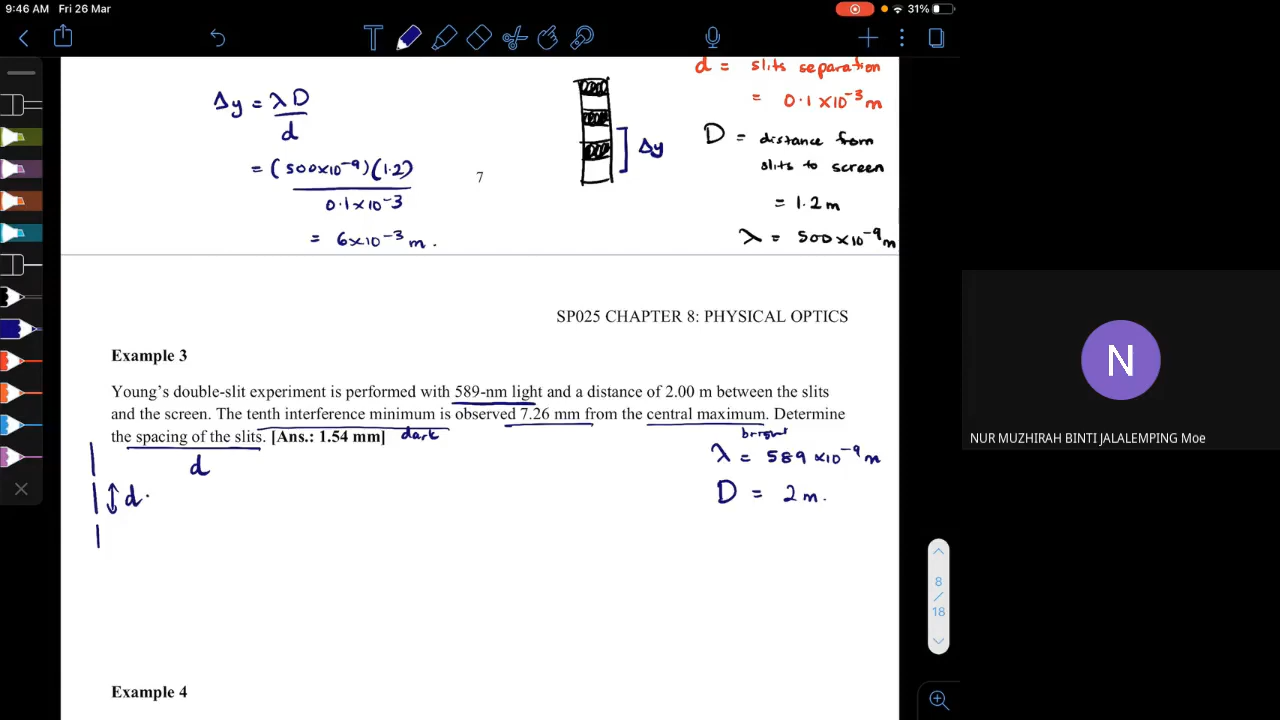 9:46 AM Fri 26 Mar
31%
T
Δy = λD
d
= (500×10⁻⁹)(1.2)
0.1×10⁻³
= 6×10⁻³ m.
7
Δy
d = slits separation
= 0.1×10⁻³ m
D = distance from
slits to screen
= 1.2 m
λ = 500×10⁻⁹ m
SP025 CHAPTER 8: PHYSICAL OPTICS
Example 3
Young's double-slit experiment is performed with 589-nm light and a distance of 2.00 m between the slits
and the screen. The tenth interference minimum is observed 7.26 mm from the central maximum. Determine
the spacing of the slits. [Ans.: 1.54 mm]
dark
bright
d
d.
λ = 589×10⁻⁹ m
D = 2 m.
Example 4
8
/
18
N
NUR MUZHIRAH BINTI JALALEMPING Moe